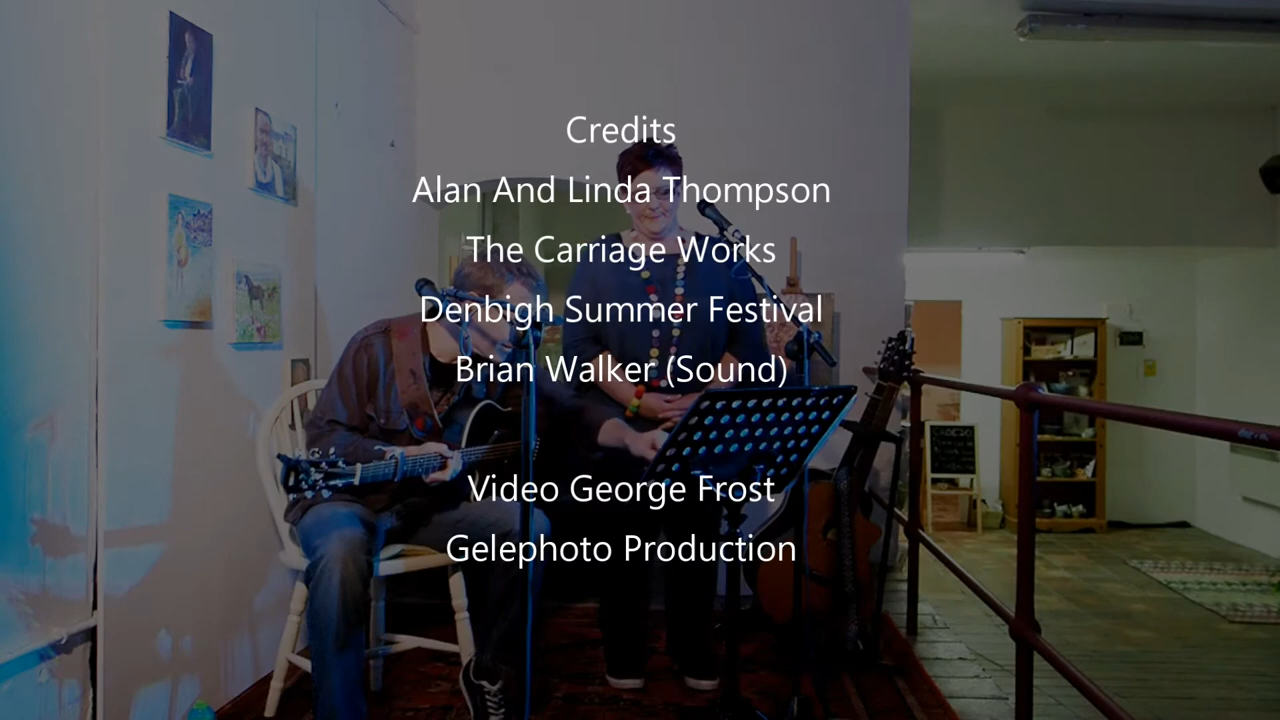 Credits
Alan And Linda Thompson
The Carriage Works
Denbigh Summer Festival
Brian Walker (Sound)
Video George Frost
Gelephoto Production